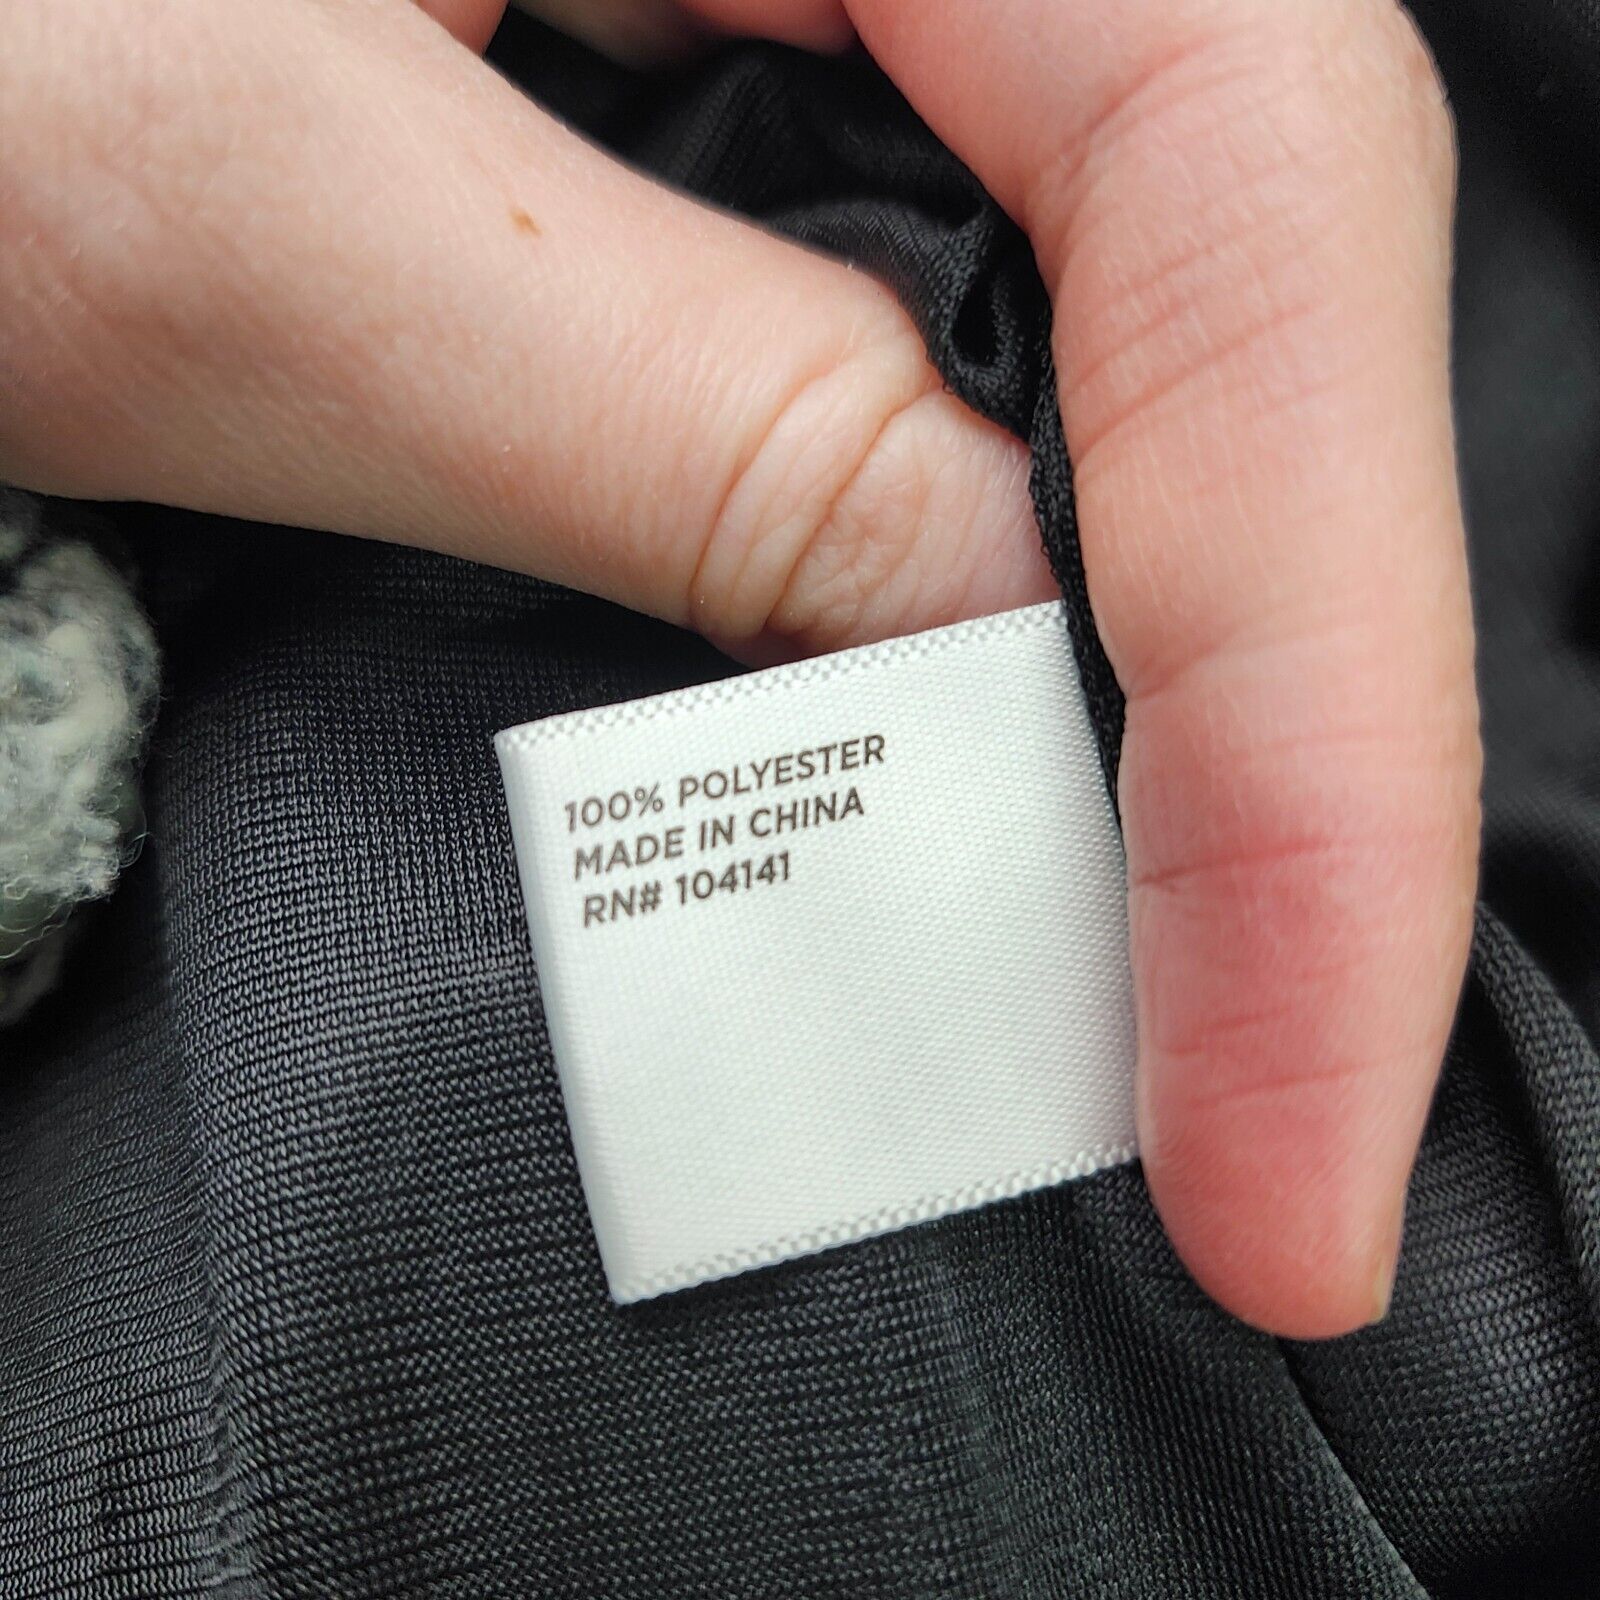 100% POLYESTER
MADE IN CHINA
RN# 104141